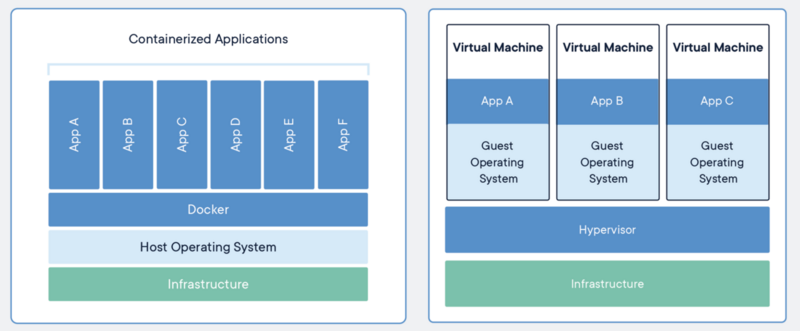 Containerized Applications
App A
App B
App C
App D
App E
App F
Docker
Host Operating System
Infrastructure
Virtual Machine
App A
Guest
Operating
System
Virtual Machine
App B
Guest
Operating
System
Virtual Machine
App C
Guest
Operating
System
Hypervisor
Infrastructure